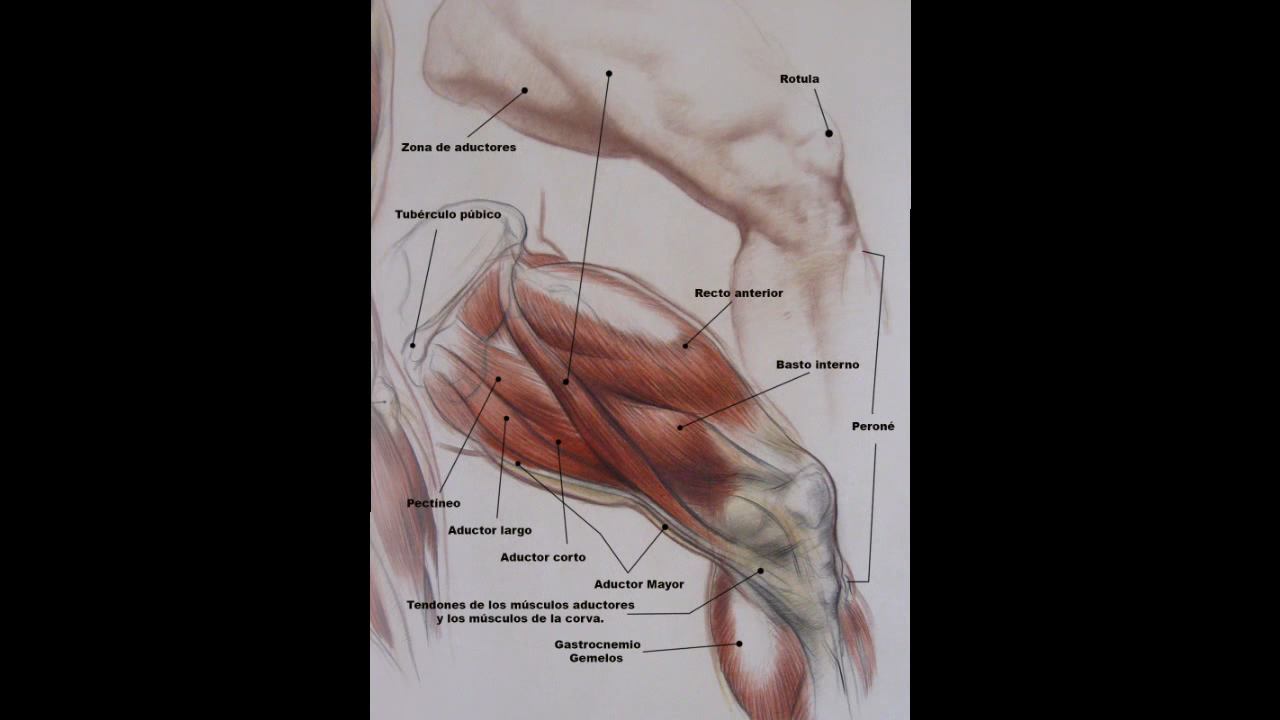 Rotula
Zona de aductores
Tubérculo púbico
Recto anterior
Basto interno
Peroné
Pectíneo
Aductor largo
Aductor corto
Aductor Mayor
Tendones de los músculos aductores
y los músculos de la corva.
Gastrocnemio
Gemelos